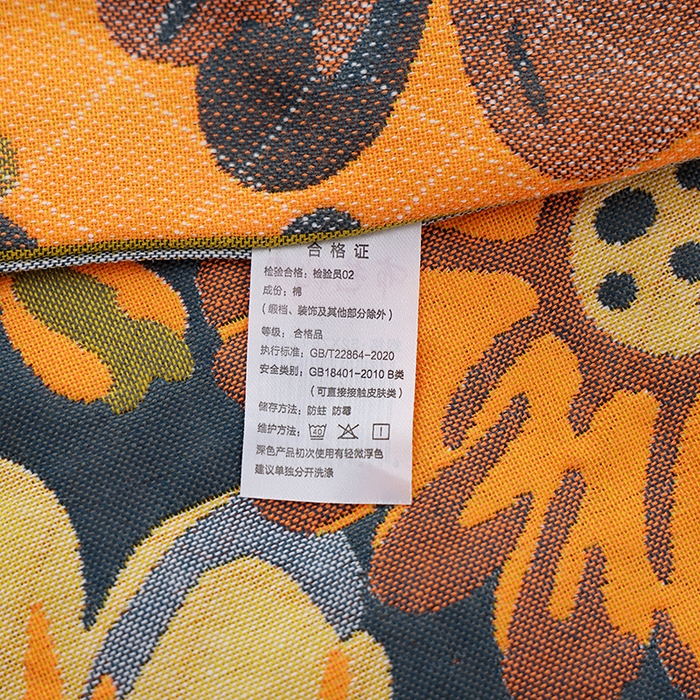 合格证
检验合格：检验员02
成份：棉
（缎档、装饰及其他部分除外）
等级：合格品
执行标准：GB/T22864-2020
安全类别：GB18401-2010 B类
（可直接接触皮肤类）
储存方法：防蛀 防霉
维护方法：40
深色产品初次使用有轻微浮色
建议单独分开洗涤